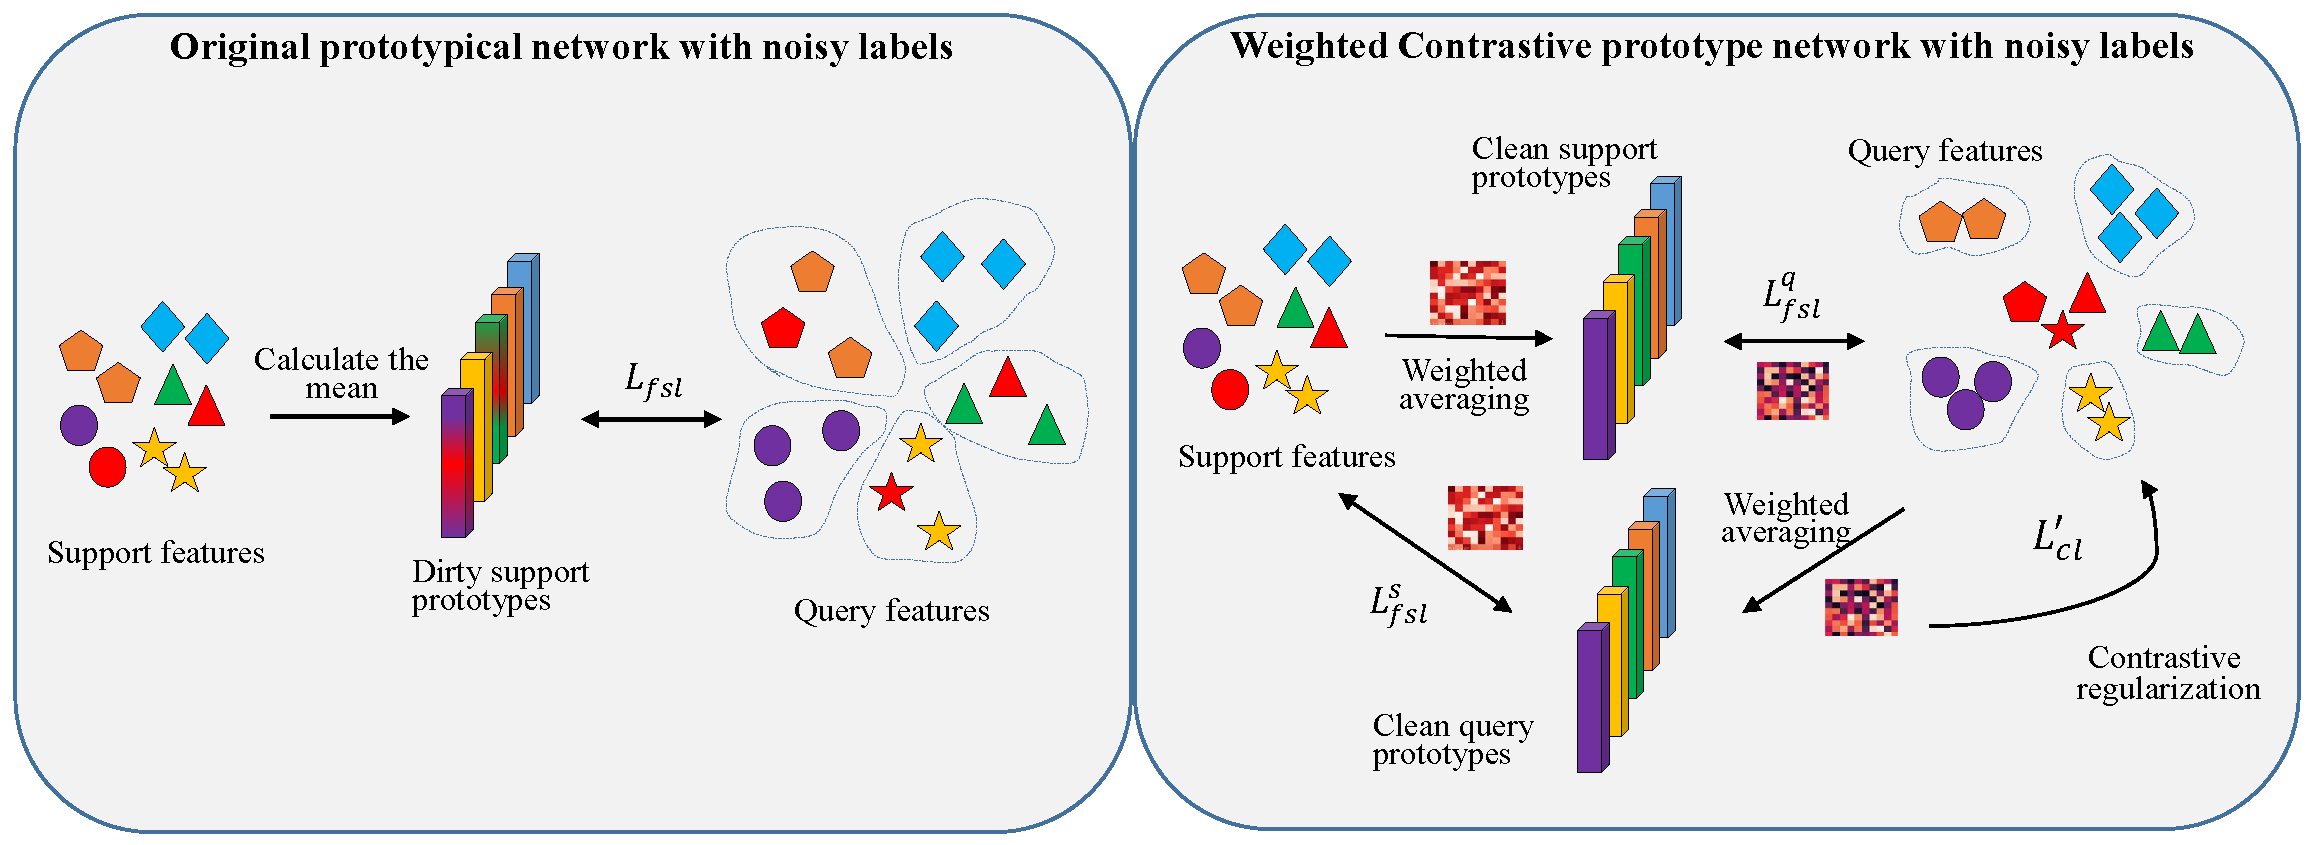 Original prototypical network with noisy labels
Calculate the
mean
L_{fsl}
Support features
Dirty support
prototypes
Query features
Weighted Contrastive prototype network with noisy labels
Clean support
prototypes
Query features
L^{q}_{fsl}
Weighted
averaging
Support features
Weighted
averaging
L'_{cl}
L^{s}_{fsl}
Contrastive
regularization
Clean query
prototypes